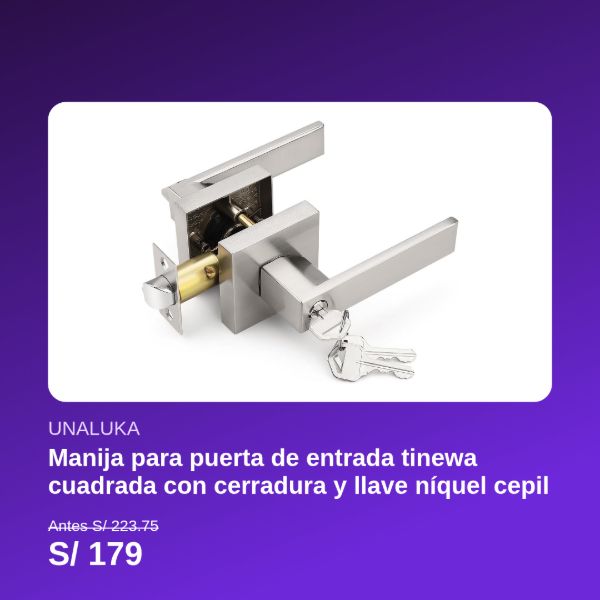 UNALUKA
Manija para puerta de entrada tinewa
cuadrada con cerradura y llave níquel cepil
Antes S/ 223.75
S/ 179